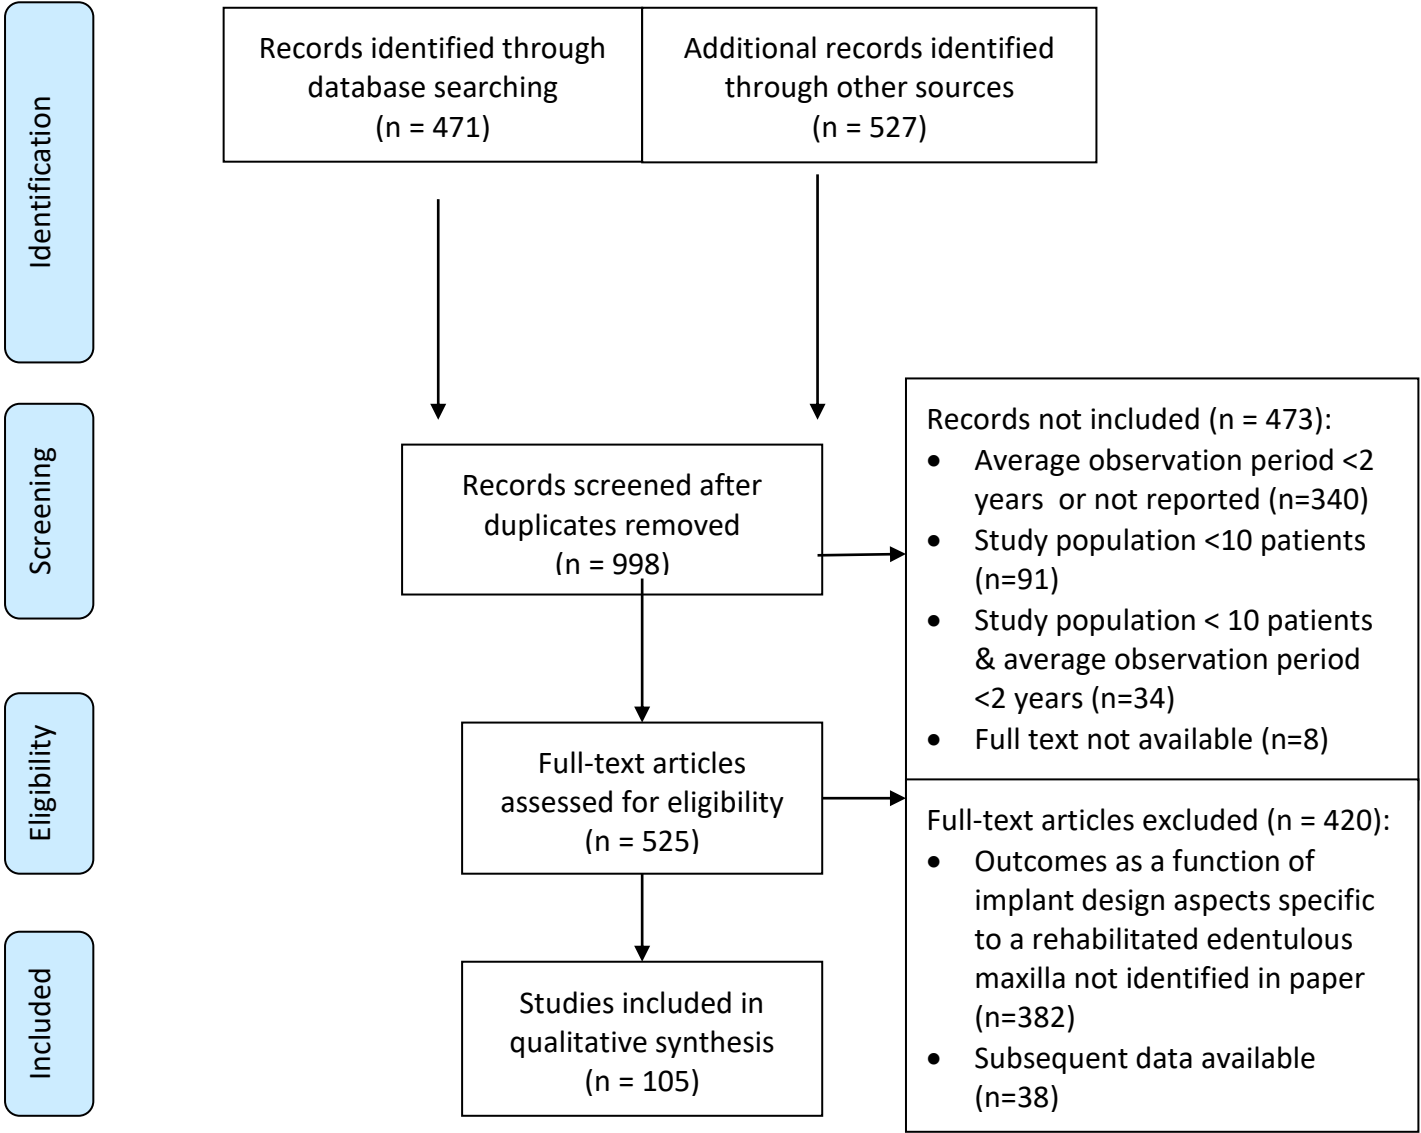 Identification
Records identified through
database searching
(n = 471)
Additional records identified
through other sources
(n = 527)
Screening
Records screened after
duplicates removed
(n = 998)
Records not included (n = 473):
• Average observation period <2
years or not reported (n=340)
• Study population <10 patients
(n=91)
• Study population < 10 patients
& average observation period
<2 years (n=34)
• Full text not available (n=8)
Eligibility
Full-text articles
assessed for eligibility
(n = 525)
Full-text articles excluded (n = 420):
• Outcomes as a function of
implant design aspects specific
to a rehabilitated edentulous
maxilla not identified in paper
(n=382)
• Subsequent data available
(n=38)
Included
Studies included in
qualitative synthesis
(n = 105)